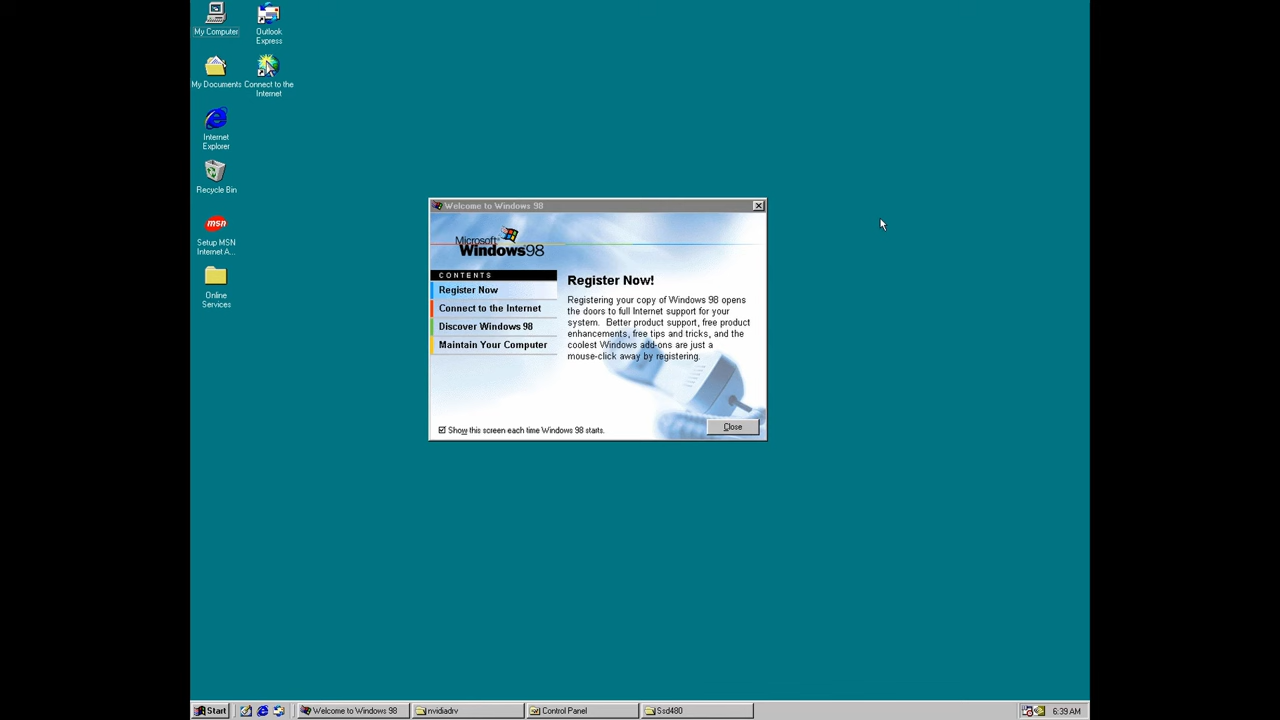 My Computer
Outlook
Express
My Documents
Connect to the
Internet
Internet
Explorer
Recycle Bin
msn
Setup MSN
Internet A...
Online
Services
Welcome to Windows 98
Microsoft
Windows98
CONTENTS
Register Now
Connect to the Internet
Discover Windows 98
Maintain Your Computer
Register Now!
Registering your copy of Windows 98 opens
the doors to full Internet support for your
system. Better product support, free product
enhancements, free tips and tricks, and the
coolest Windows add-ons are just a
mouse-click away by registering.
Show this screen each time Windows 98 starts.
Close
Start
Welcome to Windows 98
nvidiadrv
Control Panel
Ssd480
6:39 AM